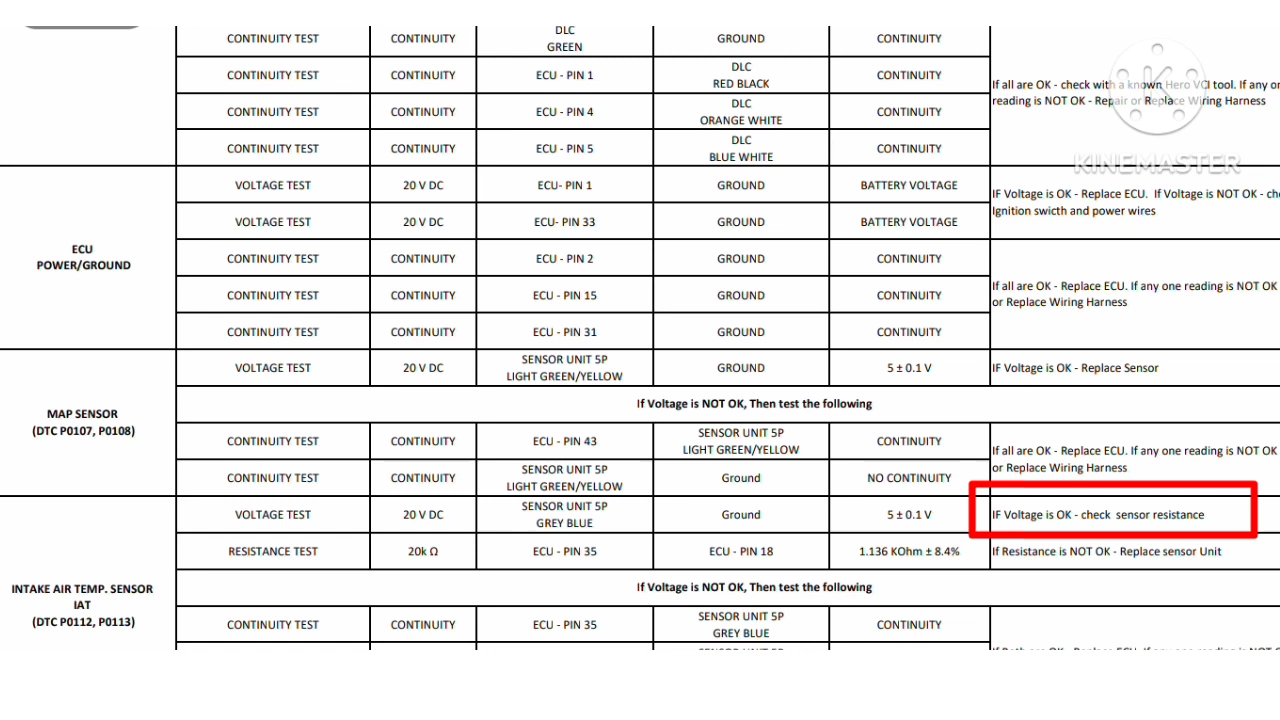 CONTINUITY TEST CONTINUITY DLC GREEN GROUND CONTINUITY
CONTINUITY TEST CONTINUITY ECU - PIN 1 DLC RED BLACK CONTINUITY
If all are OK - check with a known Hero VCI tool. If any
reading is NOT OK - Repair or Replace Wiring Harness
CONTINUITY TEST CONTINUITY ECU - PIN 4 DLC ORANGE WHITE CONTINUITY
CONTINUITY TEST CONTINUITY ECU - PIN 5 DLC BLUE WHITE CONTINUITY
KINEMASTER
ECU
POWER/GROUND
VOLTAGE TEST 20 V DC ECU- PIN 1 GROUND BATTERY VOLTAGE
IF Voltage is OK - Replace ECU. If Voltage is NOT OK -
Ignition swicth and power wires
VOLTAGE TEST 20 V DC ECU- PIN 33 GROUND BATTERY VOLTAGE
CONTINUITY TEST CONTINUITY ECU - PIN 2 GROUND CONTINUITY
CONTINUITY TEST CONTINUITY ECU - PIN 15 GROUND CONTINUITY
If all are OK - Replace ECU. If any one reading is NOT OK
or Replace Wiring Harness
CONTINUITY TEST CONTINUITY ECU - PIN 31 GROUND CONTINUITY
MAP SENSOR
(DTC P0107, P0108)
VOLTAGE TEST 20 V DC SENSOR UNIT 5P LIGHT GREEN/YELLOW GROUND 5 ± 0.1 V IF Voltage is OK - Replace Sensor
If Voltage is NOT OK, Then test the following
CONTINUITY TEST CONTINUITY ECU - PIN 43 SENSOR UNIT 5P LIGHT GREEN/YELLOW CONTINUITY
If all are OK - Replace ECU. If any one reading is NOT OK
or Replace Wiring Harness
CONTINUITY TEST CONTINUITY SENSOR UNIT 5P LIGHT GREEN/YELLOW Ground NO CONTINUITY
INTAKE AIR TEMP. SENSOR
IAT
(DTC P0112, P0113)
VOLTAGE TEST 20 V DC SENSOR UNIT 5P GREY BLUE Ground 5 ± 0.1 V IF Voltage is OK - check sensor resistance
RESISTANCE TEST 20k Ω ECU - PIN 35 ECU - PIN 18 1.136 KOhm ± 8.4% If Resistance is NOT OK - Replace sensor Unit
If Voltage is NOT OK, Then test the following
CONTINUITY TEST CONTINUITY ECU - PIN 35 SENSOR UNIT 5P GREY BLUE CONTINUITY